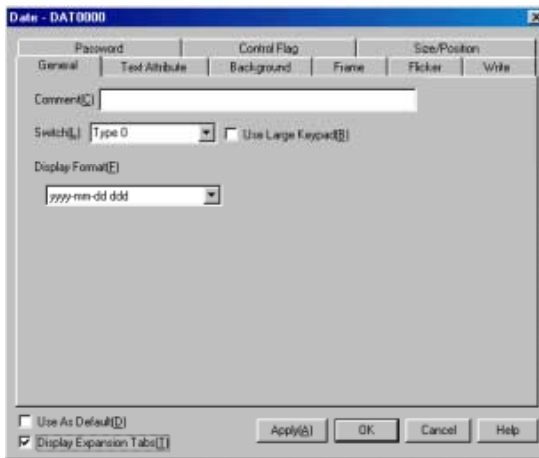 Date - DAT0000
Password Control Flag Size/Position
General Text Attribute Background Frame Flicker Write
Comment(C)
Switch(L) Type 0 Use Large Keypad(B)
Display Format(F)
yyyy-mm-dd ddd
Use As Default(D)
Display Expansion Tabs(T)
Apply(A) OK Cancel Help